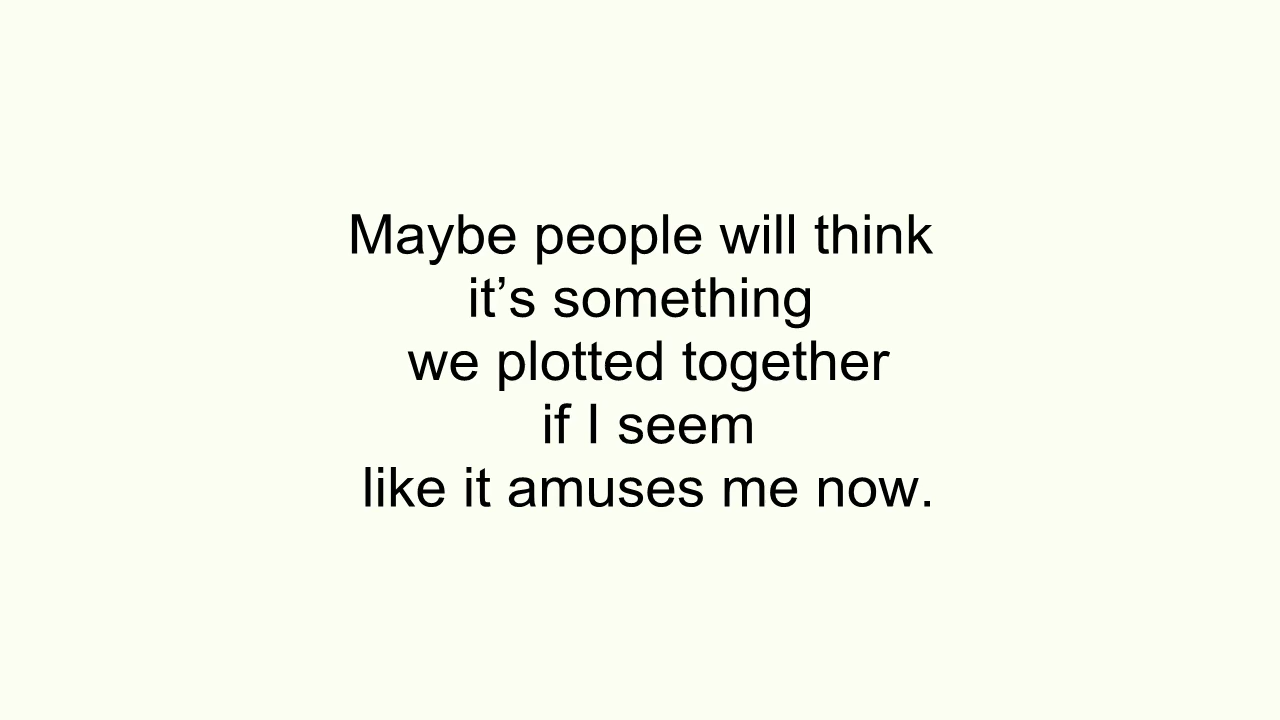 Maybe people will think
it’s something
we plotted together
if I seem
like it amuses me now.